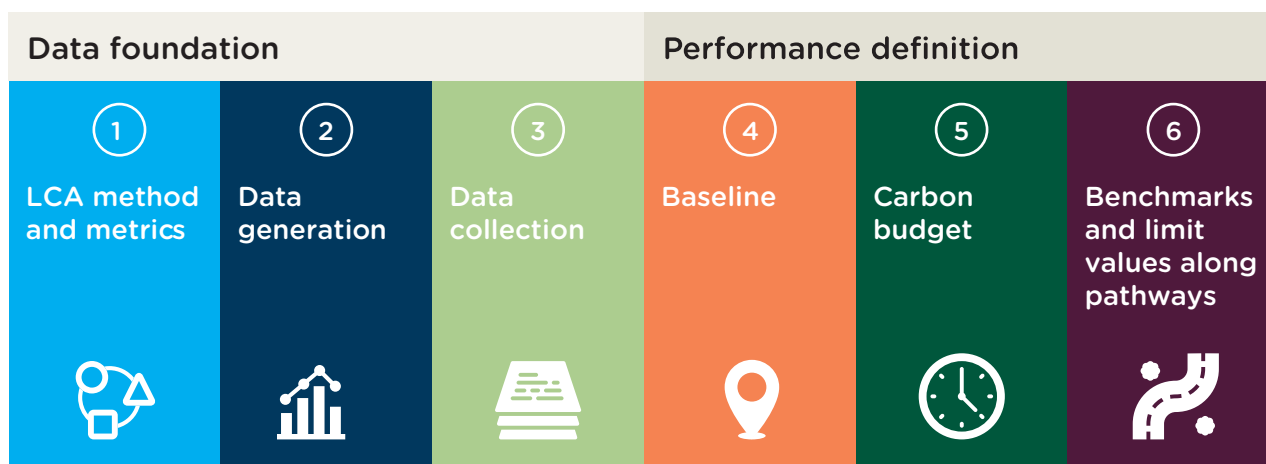 Data foundation
Performance definition
1
LCA method
and metrics
2
Data
generation
3
Data
collection
4
Baseline
5
Carbon
budget
6
Benchmarks
and limit
values along
pathways